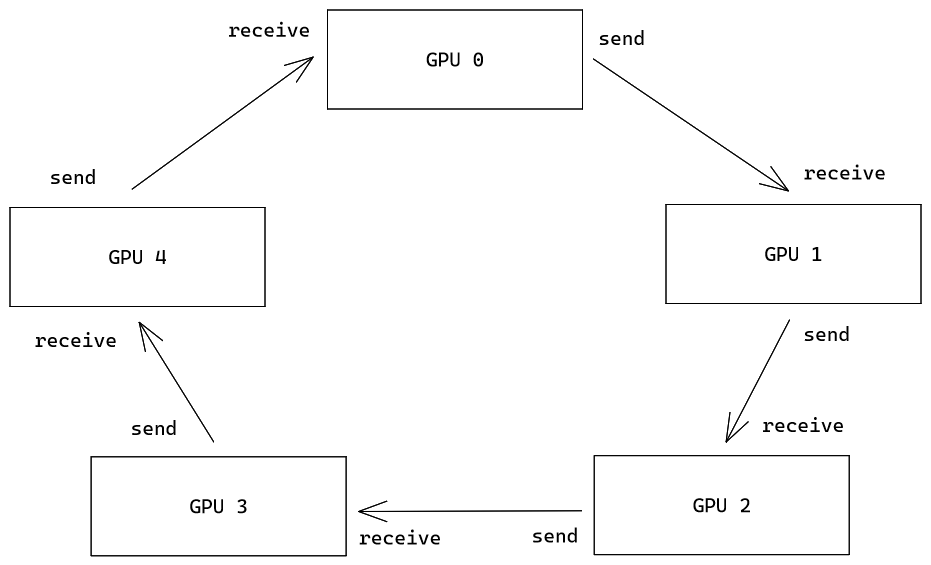 receive
GPU 0
send
send
receive
GPU 4
GPU 1
receive
send
send
receive
GPU 3
GPU 2
receive
send